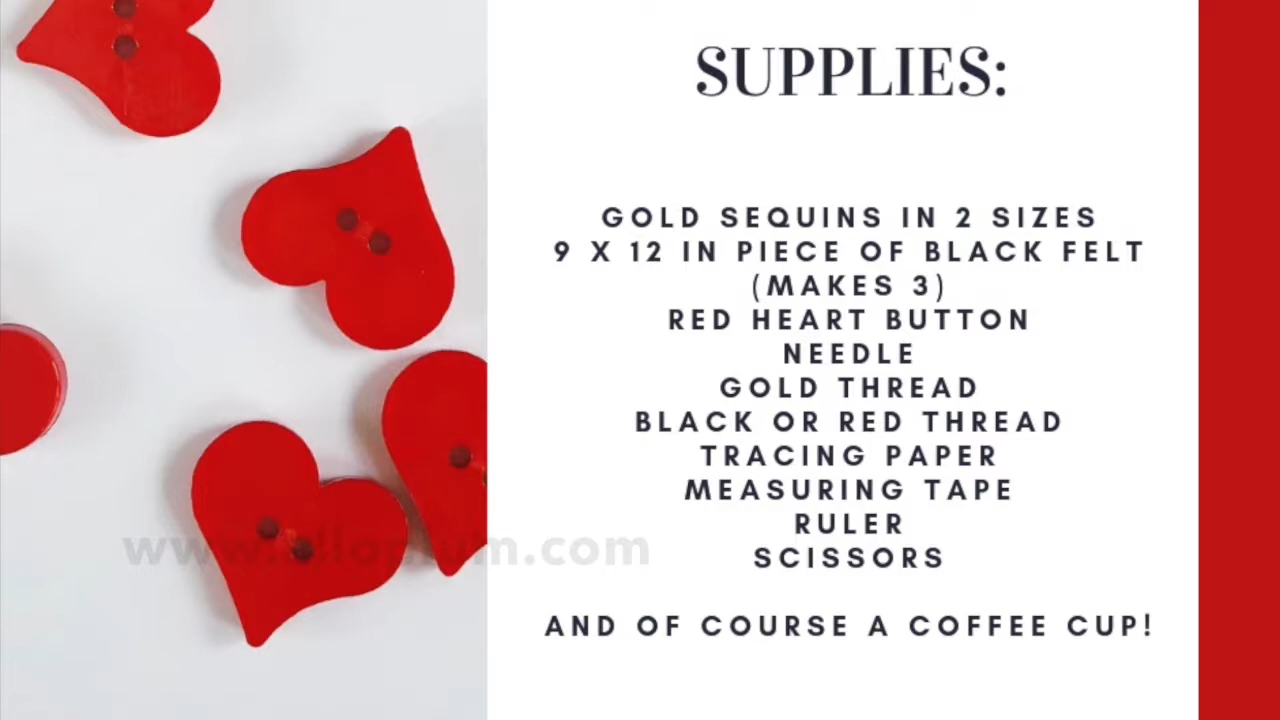 SUPPLIES:
GOLD SEQUINS IN 2 SIZES
9 X 12 IN PIECE OF BLACK FELT
(MAKES 3)
RED HEART BUTTON
NEEDLE
GOLD THREAD
BLACK OR RED THREAD
TRACING PAPER
MEASURING TAPE
RULER
SCISSORS
AND OF COURSE A COFFEE CUP!